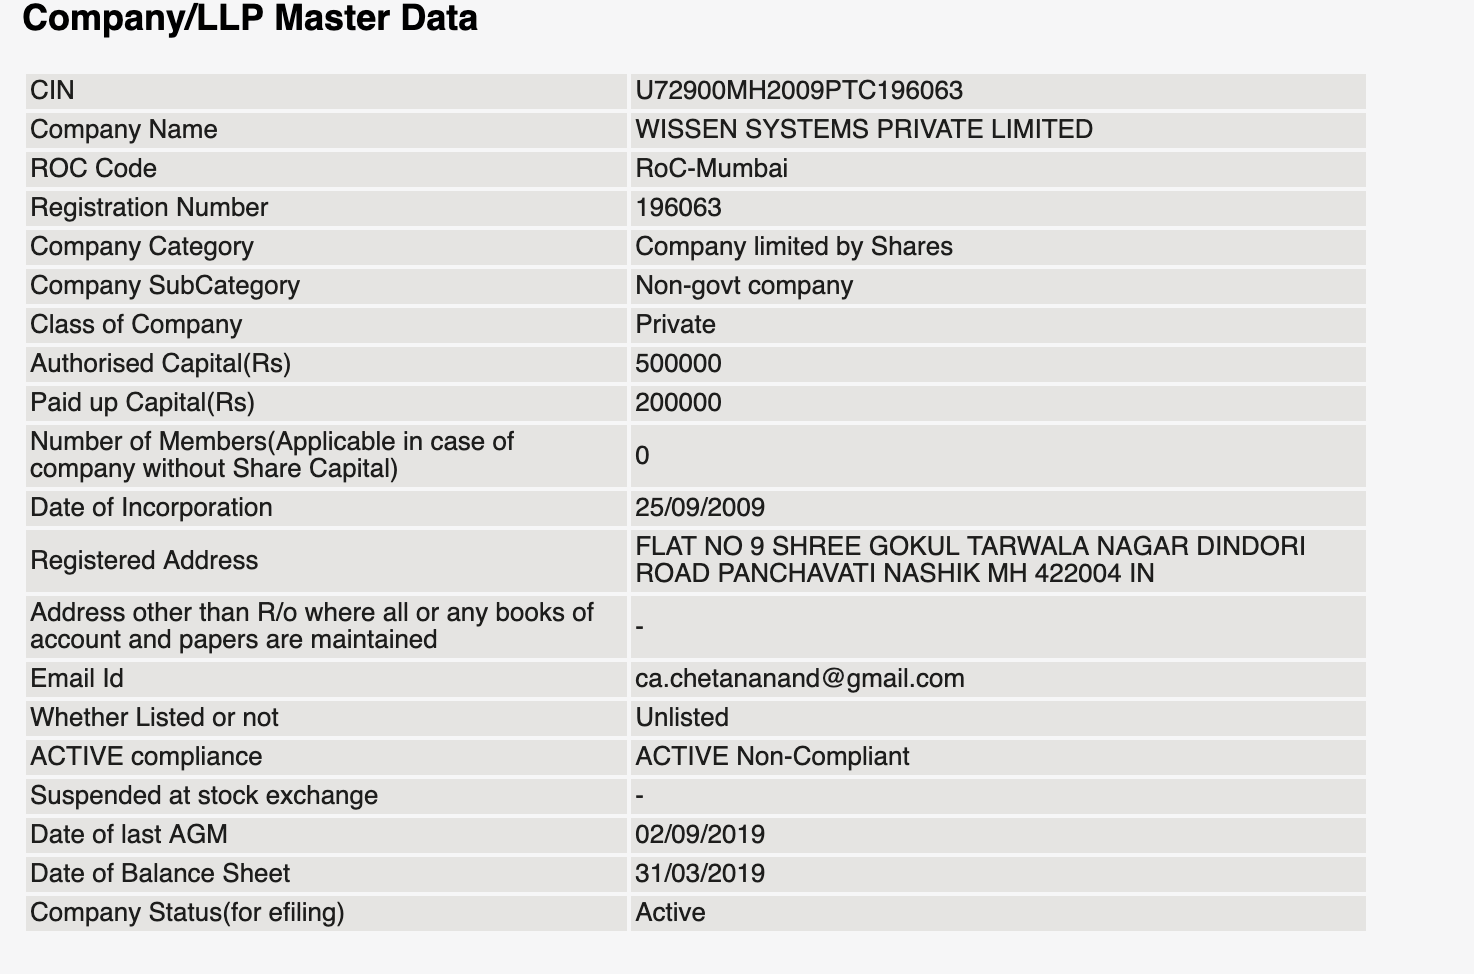 Company/LLP Master Data
CIN U72900MH2009PTC196063
Company Name WISSEN SYSTEMS PRIVATE LIMITED
ROC Code RoC-Mumbai
Registration Number 196063
Company Category Company limited by Shares
Company SubCategory Non-govt company
Class of Company Private
Authorised Capital(Rs) 500000
Paid up Capital(Rs) 200000
Number of Members(Applicable in case of
company without Share Capital) 0
Date of Incorporation 25/09/2009
Registered Address FLAT NO 9 SHREE GOKUL TARWALA NAGAR DINDORI
ROAD PANCHAVATI NASHIK MH 422004 IN
Address other than R/o where all or any books of
account and papers are maintained -
Email Id ca.chetananand@gmail.com
Whether Listed or not Unlisted
ACTIVE compliance ACTIVE Non-Compliant
Suspended at stock exchange -
Date of last AGM 02/09/2019
Date of Balance Sheet 31/03/2019
Company Status(for efiling) Active